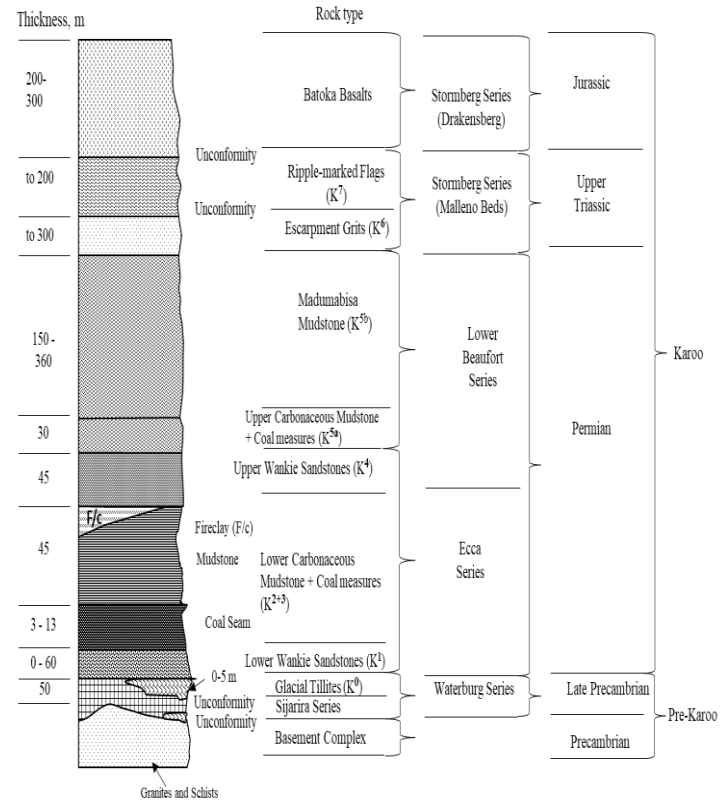 Thickness, m
Rock type
200-
300
Batoka Basalts
Stormberg Series
(Drakensberg)
Jurassic
Unconformity
to 200
Ripple-marked Flags
(K7)
Stormberg Series
(Malleno Beds)
Upper
Triassic
Unconformity
to 300
Escarpment Grits (K6)
150 -
360
Madumabisa
Mudstone (K5b)
Lower
Beaufort
Series
Karoo
30
Upper Carbonaceous Mudstone
+ Coal measures (K5a)
Permian
45
Upper Wankie Sandstones (K4)
F/c
Fireclay (F/c)
45
Mudstone
Lower Carbonaceous
Mudstone + Coal measures
(K2+3)
Ecca
Series
3 - 13
Coal Seam
0 - 60
Lower Wankie Sandstones (K1)
0-5 m
50
Glacial Tillites (K0)
Waterburg Series
Late Precambrian
Unconformity
Sijarira Series
Pre-Karoo
Unconformity
Basement Complex
Precambrian
Granites and Schists